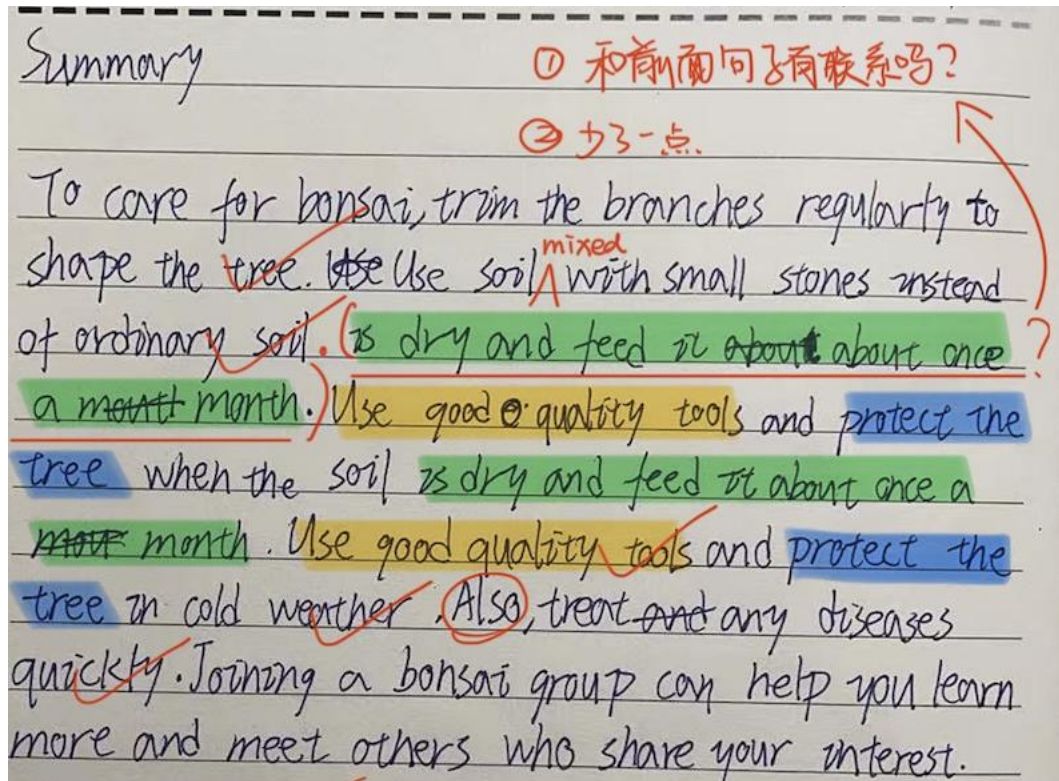 Summary
① 和前面句子有联系吗?
② 少了一点
To care for bonsai, trim the branches regularly to
mixed
shape the tree. Use Use soil with small stones instead
of ordinary soil. (is dry and feed it about about once ?
a mouth month.) Use good quality tools and protect the
tree when the soil is dry and feed it about once a
month. Use good quality tools and protect the
tree in cold weather. Also, treat and any diseases
quickly. Joining a bonsai group can help you learn
more and meet others who share your interest.